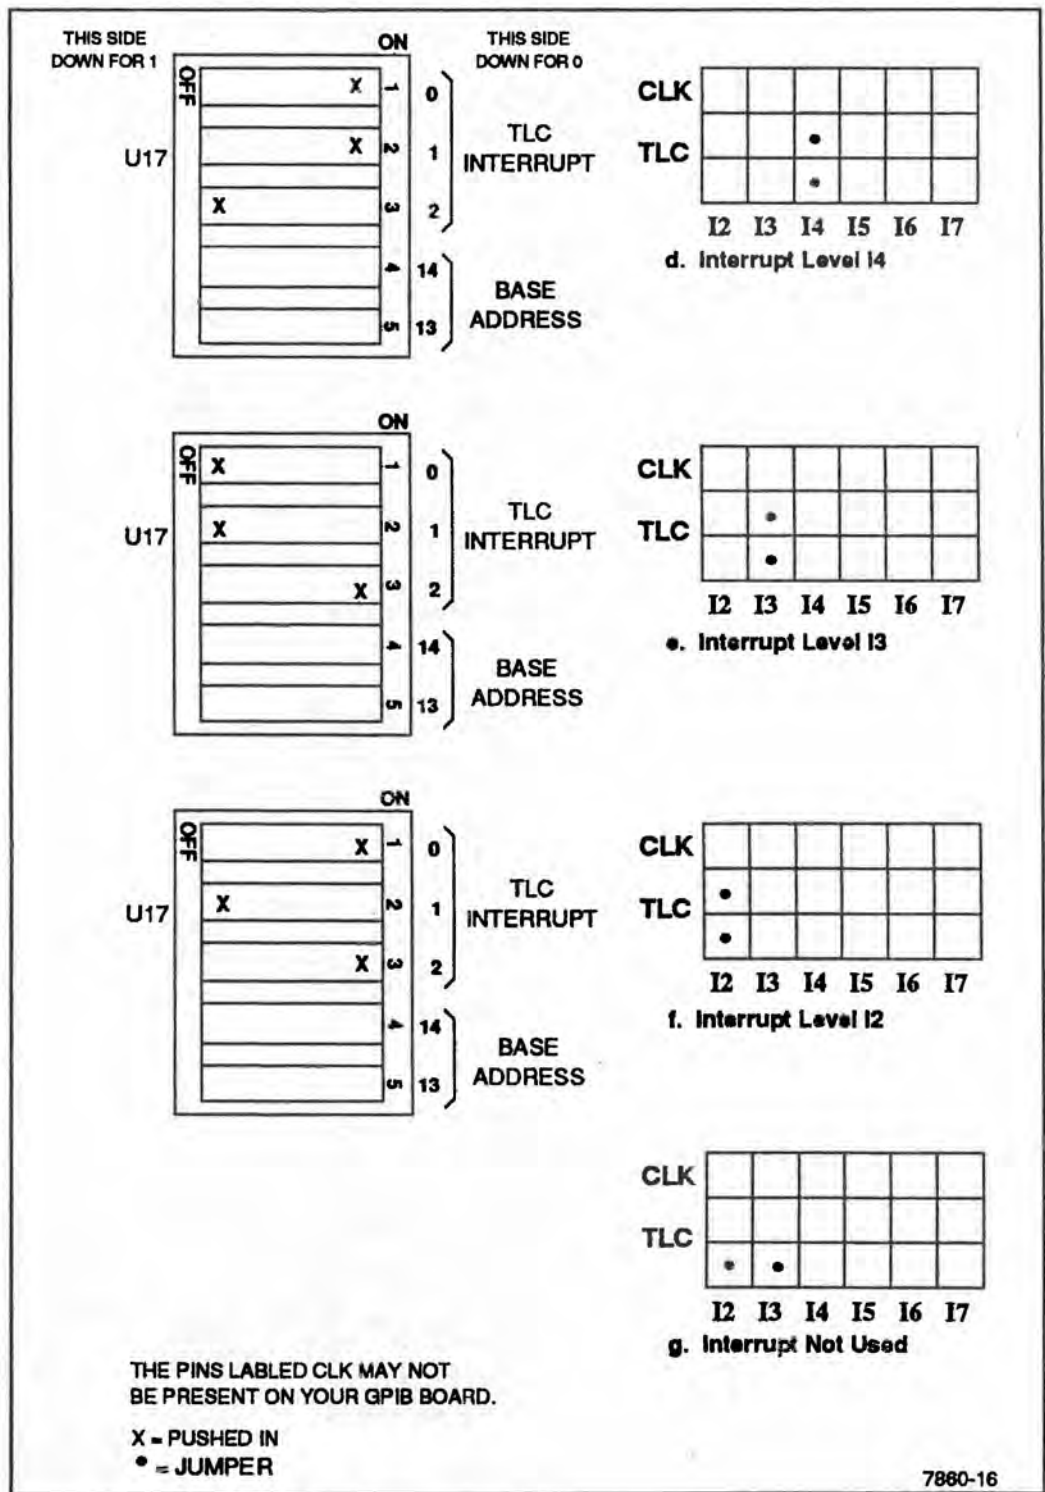 THIS SIDE
DOWN FOR 1
ON
THIS SIDE
DOWN FOR 0
OFF
U17
X 1 0
X 2 1
X 3 2
4 14
5 13
TLC
INTERRUPT
BASE
ADDRESS
CLK
TLC
I2 I3 I4 I5 I6 I7
d. Interrupt Level I4
ON
OFF
U17
X 1 0
X 2 1
X 3 2
4 14
5 13
TLC
INTERRUPT
BASE
ADDRESS
CLK
TLC
I2 I3 I4 I5 I6 I7
e. Interrupt Level I3
ON
OFF
U17
X 1 0
X 2 1
X 3 2
4 14
5 13
TLC
INTERRUPT
BASE
ADDRESS
CLK
TLC
I2 I3 I4 I5 I6 I7
f. Interrupt Level I2
CLK
TLC
I2 I3 I4 I5 I6 I7
g. Interrupt Not Used
THE PINS LABLED CLK MAY NOT
BE PRESENT ON YOUR GPIB BOARD.
X = PUSHED IN
• = JUMPER
7860-16